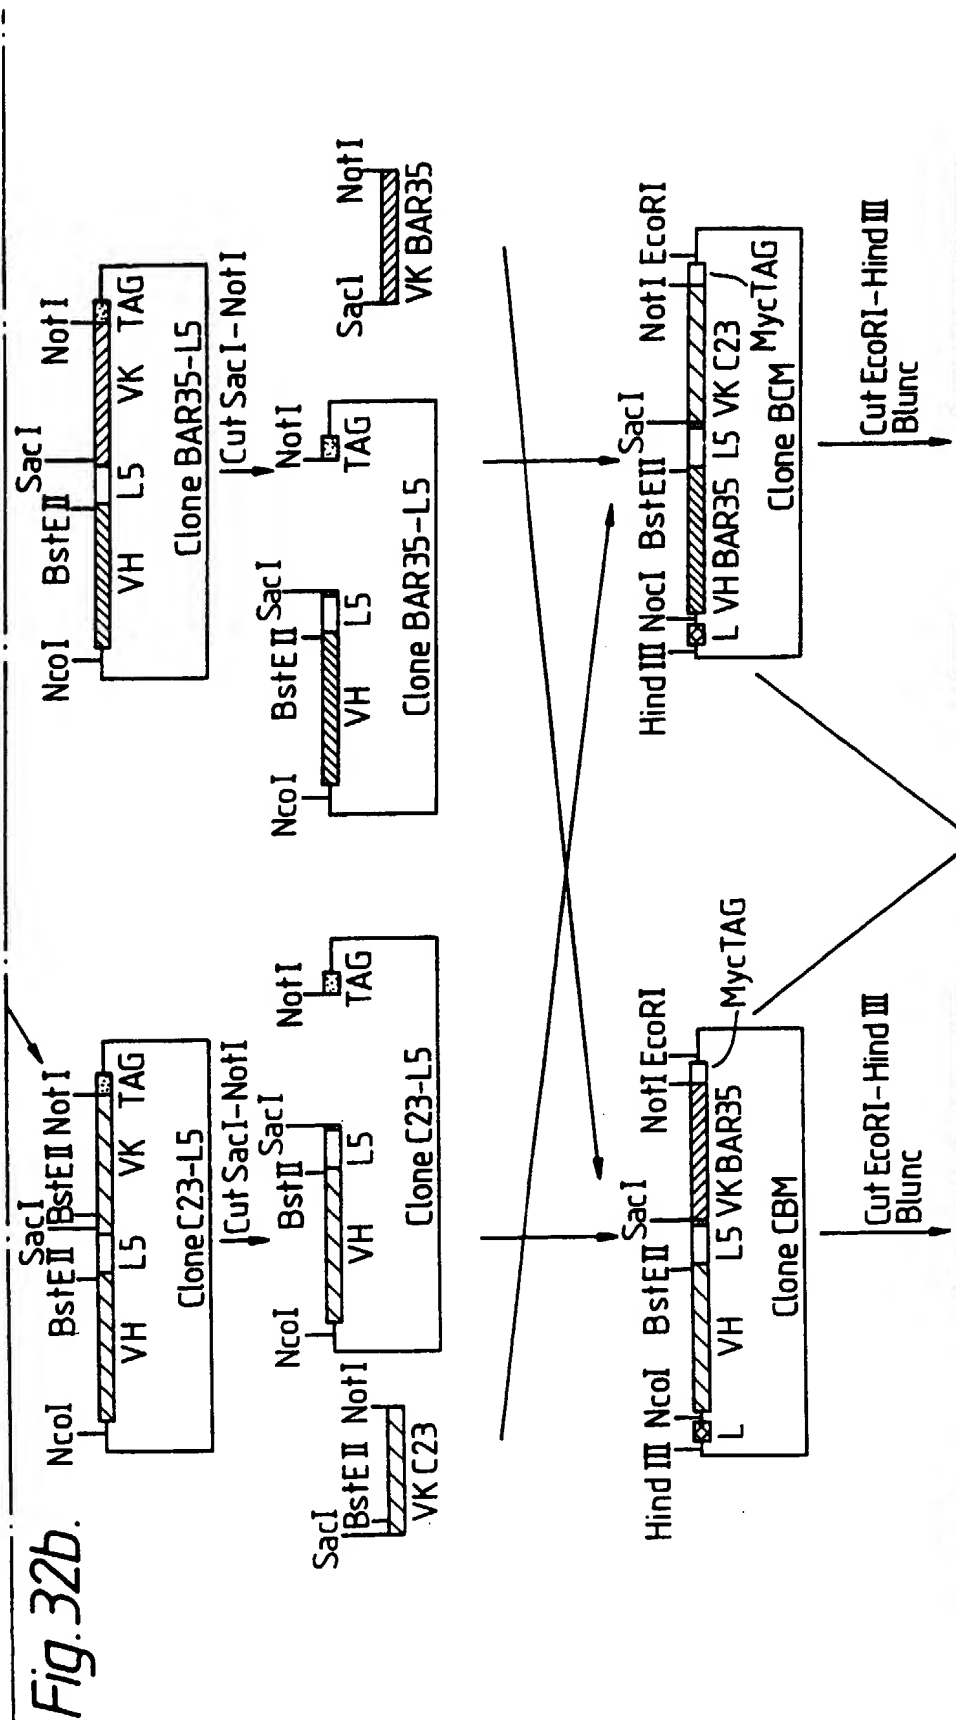 Fig. 32b.
NcoI
BstEII
SacI
BstEII
NotI
VH
L5
VK
TAG
Clone C23-L5
NcoI
BstEII
SacI
NotI
VH
L5
VK
TAG
Clone BAR35-L5
Cut SacI-NotI
Cut SacI-NotI
SacI
BstEII
NotI
VK C23
NcoI
BstII
SacI
NotI
VH
L5
TAG
Clone C23-L5
NcoI
BstEII
SacI
NotI
VH
L5
TAG
Clone BAR35-L5
SacI
NotI
VK BAR35
HindIII
NcoI
BstEII
SacI
NotI
EcoRI
L
VH
L5
VK BAR35
MycTAG
Clone CBM
HindIII
NocI
BstEII
SacI
NotI
EcoRI
L
VH BAR35
L5
VK C23
MycTAG
Clone BCM
Cut EcoRI-Hind III
Blunc
Cut EcoRI-Hind III
Blunc